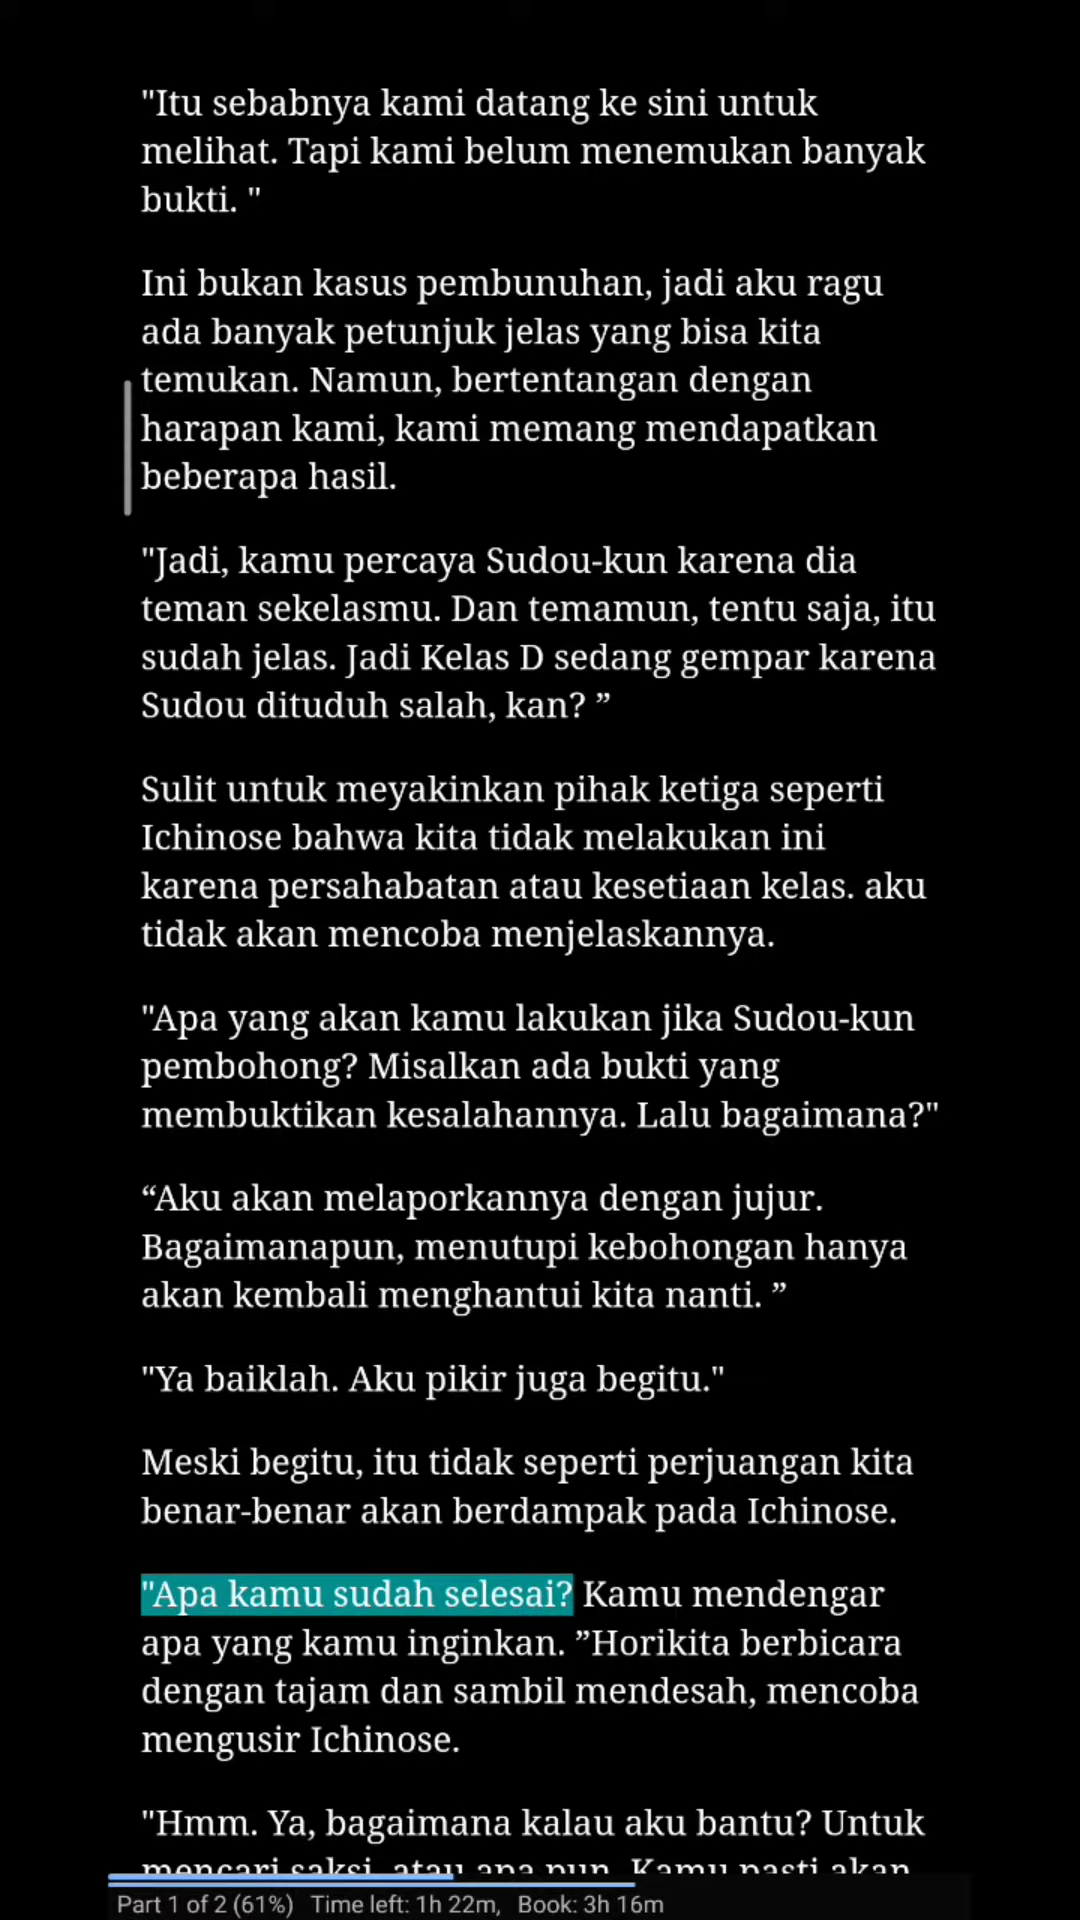 "Itu sebabnya kami datang ke sini untuk
melihat. Tapi kami belum menemukan banyak
bukti. "
Ini bukan kasus pembunuhan, jadi aku ragu
ada banyak petunjuk jelas yang bisa kita
temukan. Namun, bertentangan dengan
harapan kami, kami memang mendapatkan
beberapa hasil.
"Jadi, kamu percaya Sudou-kun karena dia
teman sekelasmu. Dan temamun, tentu saja, itu
sudah jelas. Jadi Kelas D sedang gempar karena
Sudou dituduh salah, kan? ”
Sulit untuk meyakinkan pihak ketiga seperti
Ichinose bahwa kita tidak melakukan ini
karena persahabatan atau kesetiaan kelas. aku
tidak akan mencoba menjelaskannya.
"Apa yang akan kamu lakukan jika Sudou-kun
pembohong? Misalkan ada bukti yang
membuktikan kesalahannya. Lalu bagaimana?"
“Aku akan melaporkannya dengan jujur.
Bagaimanapun, menutupi kebohongan hanya
akan kembali menghantui kita nanti. ”
"Ya baiklah. Aku pikir juga begitu."
Meski begitu, itu tidak seperti perjuangan kita
benar-benar akan berdampak pada Ichinose.
"Apa kamu sudah selesai? Kamu mendengar
apa yang kamu inginkan. ”Horikita berbicara
dengan tajam dan sambil mendesah, mencoba
mengusir Ichinose.
"Hmm. Ya, bagaimana kalau aku bantu? Untuk
mencari saksi, atau apa pun. Kamu pasti akan
Part 1 of 2 (61%) Time left: 1h 22m, Book: 3h 16m